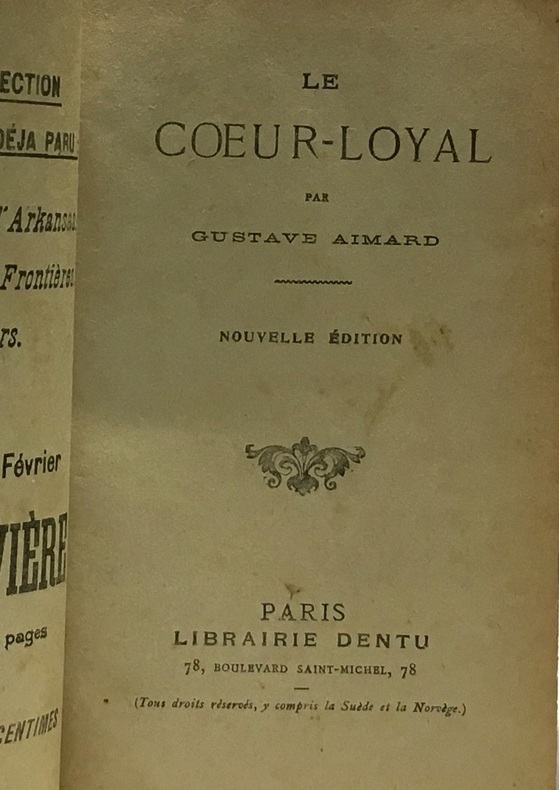 ECTION
DÉJA PARU
d'Arkansas
Frontières
rs.
Février
VIÈRE
pages
CENTIMES
LE
COEUR-LOYAL
PAR
GUSTAVE AIMARD
NOUVELLE ÉDITION
PARIS
LIBRAIRIE DENTU
78, BOULEVARD SAINT-MICHEL, 78
(Tous droits réservés, y compris la Suède et la Norvège.)